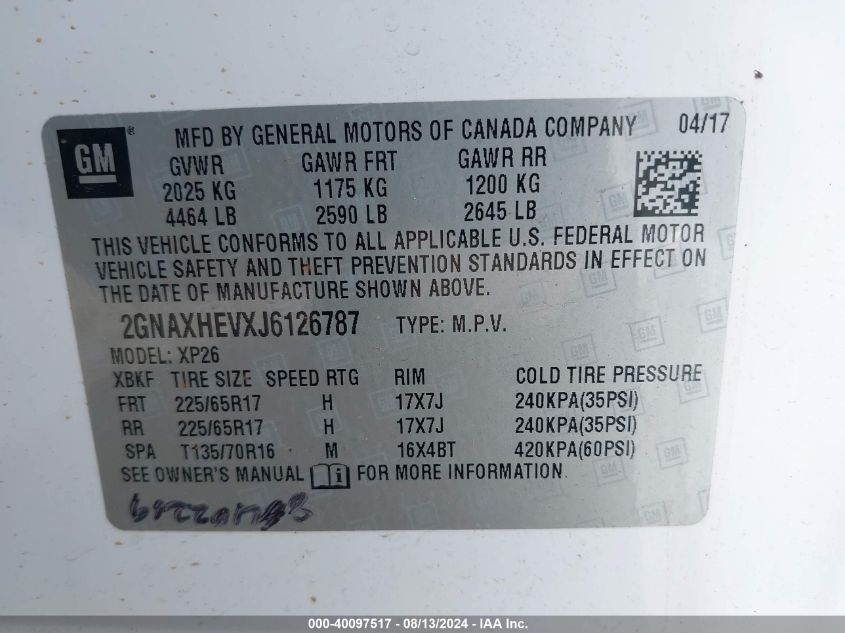 GM ® MFD BY GENERAL MOTORS OF CANADA COMPANY 04/17
GVWR GAWR FRT GAWR RR
2025 KG 1175 KG 1200 KG
4464 LB 2590 LB 2645 LB
THIS VEHICLE CONFORMS TO ALL APPLICABLE U.S. FEDERAL MOTOR
VEHICLE SAFETY AND THEFT PREVENTION STANDARDS IN EFFECT ON
THE DATE OF MANUFACTURE SHOWN ABOVE.
2GNAXHEVXJ6126787 TYPE: M.P.V.
MODEL: XP26
XBKF TIRE SIZE SPEED RTG RIM COLD TIRE PRESSURE
FRT 225/65R17 H 17X7J 240KPA(35PSI)
RR 225/65R17 H 17X7J 240KPA(35PSI)
SPA T135/70R16 M 16X4BT 420KPA(60PSI)
SEE OWNER'S MANUAL i FOR MORE INFORMATION.
000-40097517 - 08/13/2024 - IAA Inc.